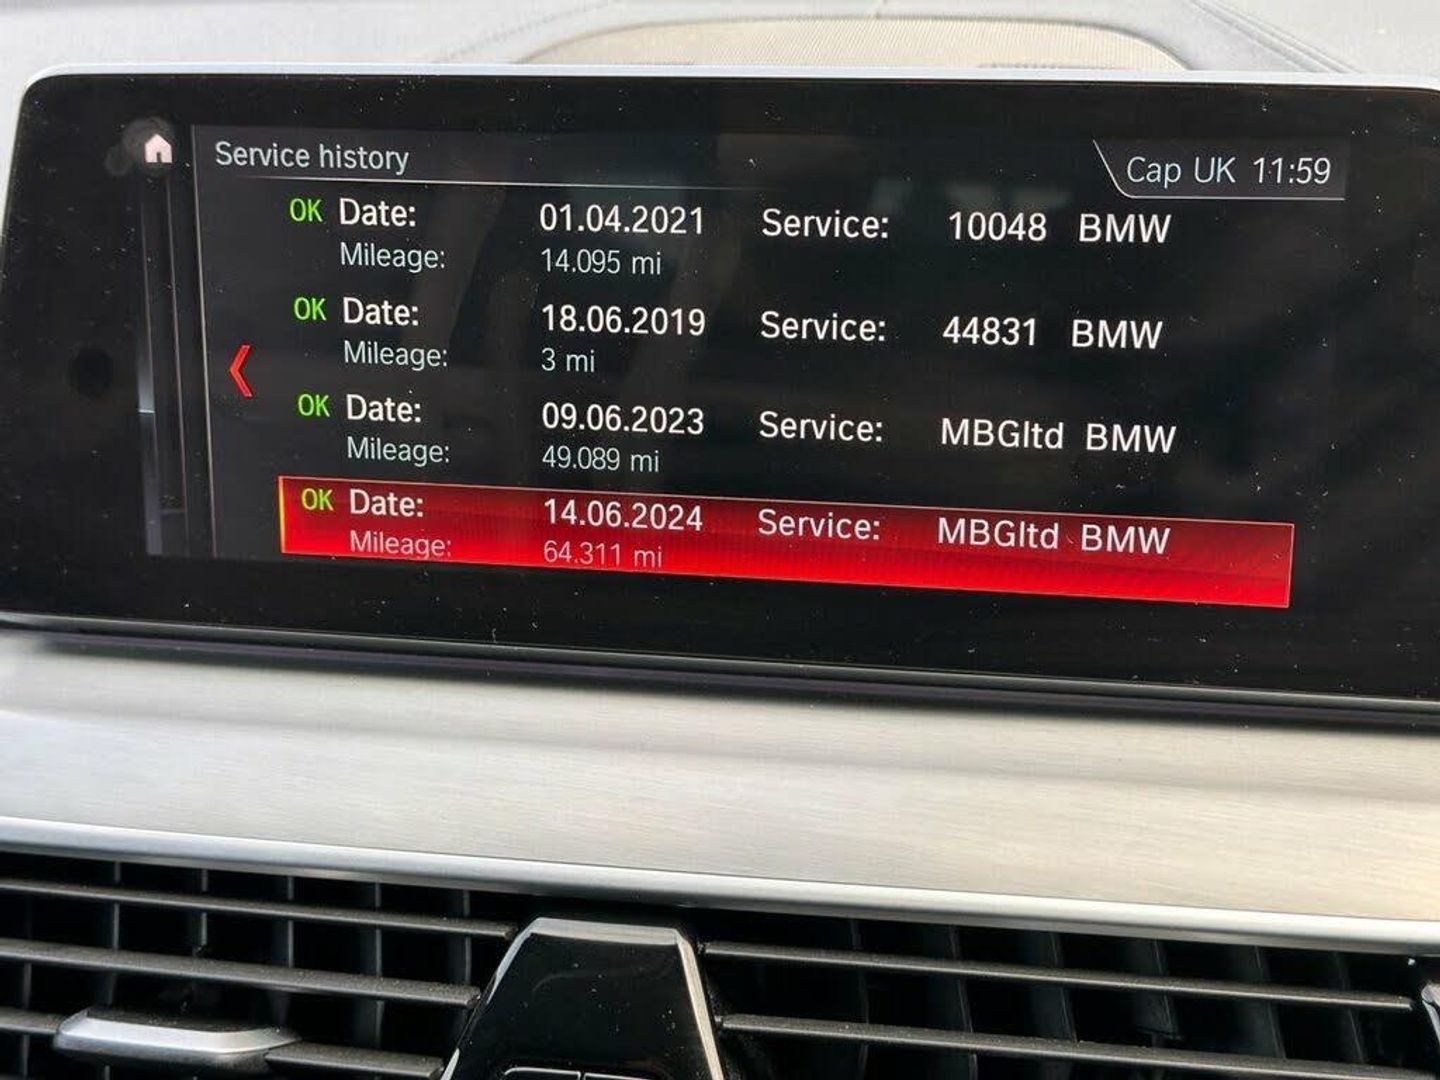 Service history
Cap UK 11:59
OK Date: 01.04.2021 Service: 10048 BMW
Mileage: 14.095 mi
OK Date: 18.06.2019 Service: 44831 BMW
Mileage: 3 mi
OK Date: 09.06.2023 Service: MBGltd BMW
Mileage: 49.089 mi
OK Date: 14.06.2024 Service: MBGltd BMW
Mileage: 64.311 mi